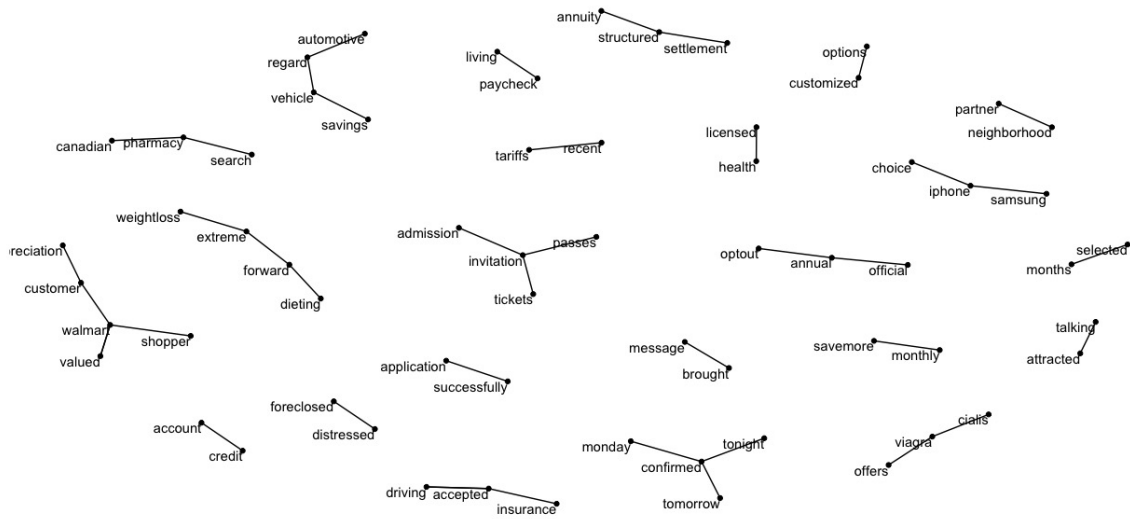 annuity
structured
settlement
automotive
regard
vehicle
savings
living
paycheck
options
customized
partner
neighborhood
canadian
pharmacy
search
tariffs
recent
licensed
health
choice
iphone
samsung
weightloss
extreme
forward
dieting
admission
invitation
passes
tickets
optout
annual
official
selected
months
reciation
customer
walmart
shopper
valued
application
successfully
message
brought
savemore
monthly
talking
attracted
account
credit
foreclosed
distressed
monday
confirmed
tonight
tomorrow
cialis
viagra
offers
driving
accepted
insurance